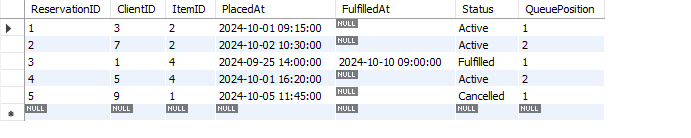 ReservationID ClientID ItemID PlacedAt FulfilledAt Status QueuePosition
1 3 2 2024-10-01 09:15:00 NULL Active 1
2 7 2 2024-10-02 10:30:00 NULL Active 2
3 1 4 2024-09-25 14:00:00 2024-10-10 09:00:00 Fulfilled 1
4 5 4 2024-10-01 16:20:00 NULL Active 2
5 9 1 2024-10-05 11:45:00 NULL Cancelled 1
NULL NULL NULL NULL NULL NULL NULL